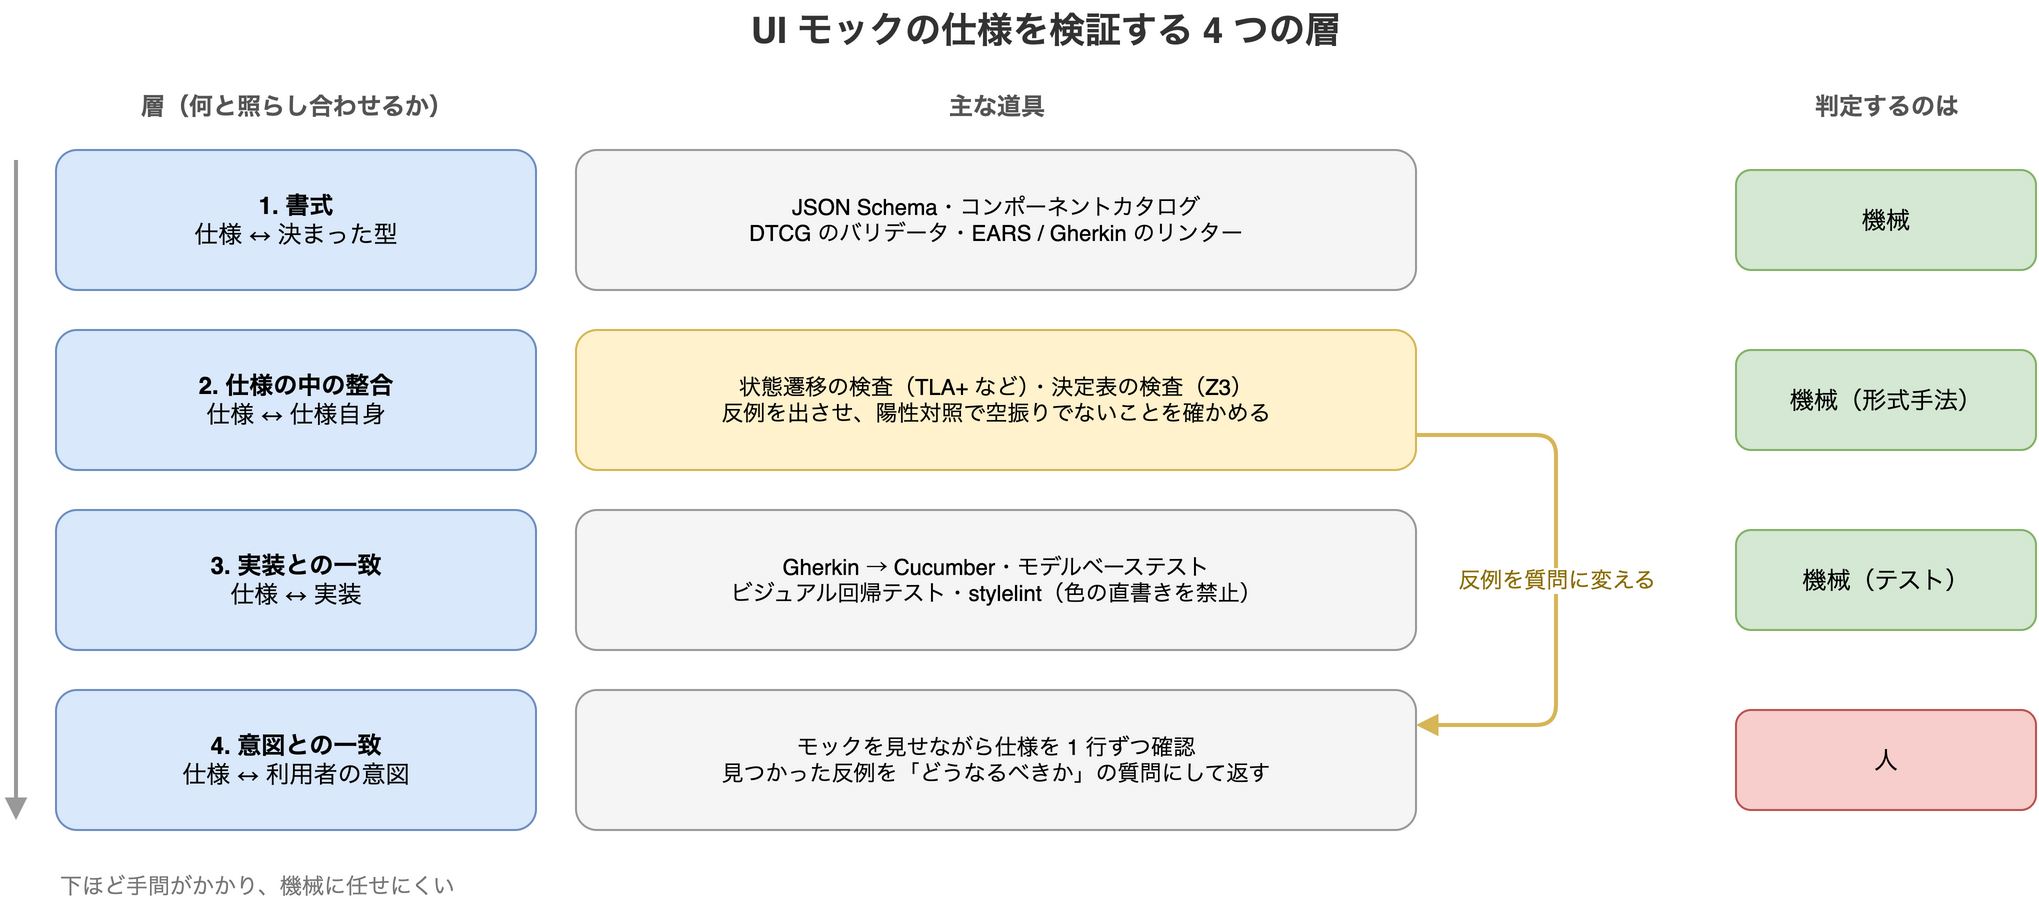 UI モックの仕様を検証する 4 つの層
層（何と照らし合わせるか）
主な道具
判定するのは
1. 書式
仕様 ↔ 決まった型
JSON Schema・コンポーネントカタログ
DTCG のバリデータ・EARS / Gherkin のリンター
機械
2. 仕様の中の整合
仕様 ↔ 仕様自身
状態遷移の検査（TLA+ など）・決定表の検査（Z3）
反例を出させ、陽性対照で空振りでないことを確かめる
機械（形式手法）
3. 実装との一致
仕様 ↔ 実装
Gherkin → Cucumber・モデルベーステスト
ビジュアル回帰テスト・stylelint（色の直書きを禁止）
反例を質問に変える
機械（テスト）
4. 意図との一致
仕様 ↔ 利用者の意図
モックを見せながら仕様を 1 行ずつ確認
見つかった反例を「どうなるべきか」の質問にして返す
人
下ほど手間がかかり、機械に任せにくい